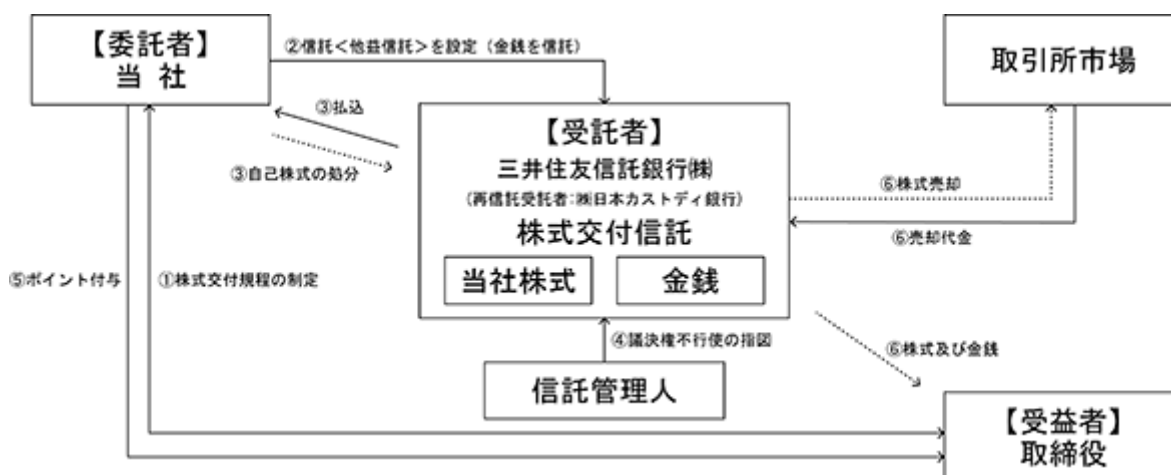 【委託者】
当 社
②信託<他益信託>を設定（金銭を信託）
取引所市場
③払込
③自己株式の処分
【受託者】
三井住友信託銀行㈱
(再信託受託者:㈱日本カストディ銀行)
株式交付信託
当社株式
金銭
⑥株式売却
⑥売却代金
⑤ポイント付与
①株式交付規程の制定
④議決権不行使の指図
⑥株式及び金銭
信託管理人
【受益者】
取締役